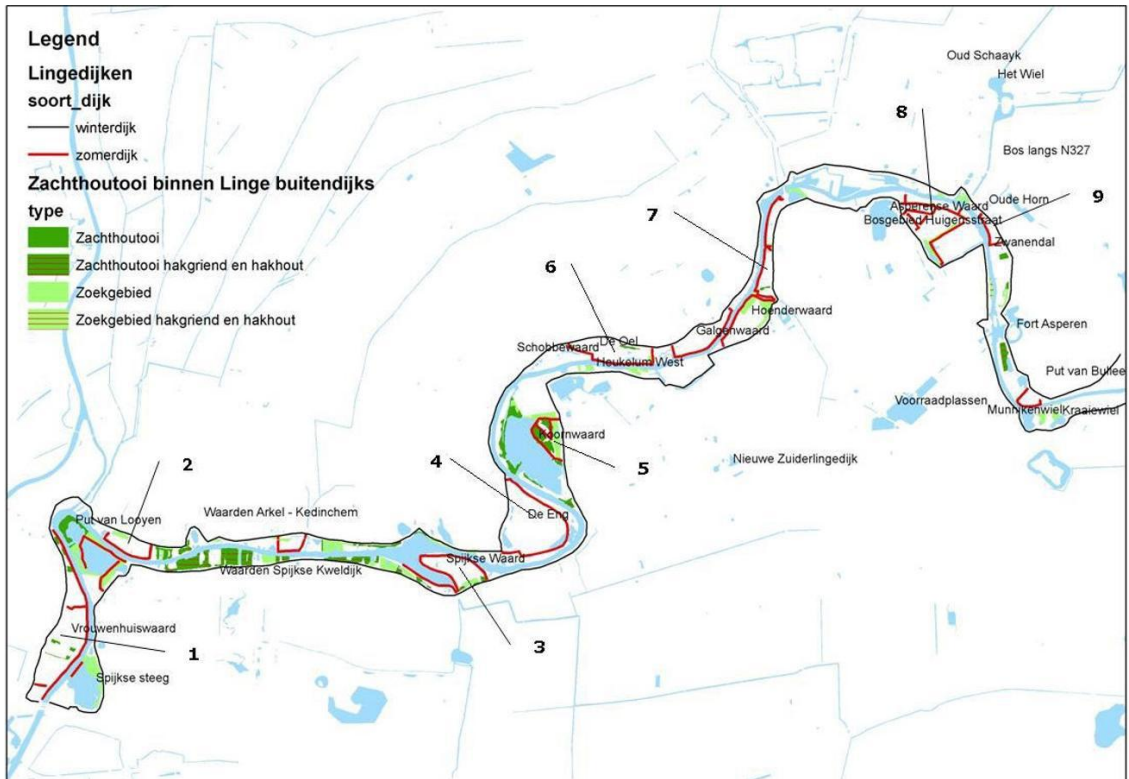 Legend
Lingedijken
soort_dijk
winterdijk
zomerdijk
Zachthoutooi binnen Linge buitendijks
type
Zachthoutooi
Zachthoutooi hakgriend en hakhout
Zoekgebied
Zoekgebied hakgriend en hakhout
Oud Schaayk
Het Wiel
8
Bos langs N327
Oude Horn
9
Asperense Waard
Bosgebied Huigensstraat
7
Zwanendal
6
Hoenderwaard
Fort Asperen
Galgenwaard
De Oel
Schobbewaard
Heukelum West
Put van Bullee
Voorraadplassen
Munnikenwiel
Kraaiewiel
Koornwaard
4
5
Nieuwe Zuiderlingedijk
2
Waarden Arkel - Kedinchem
De Eng
Put van Looyen
Spijkse Waard
Waarden Spijkse Kweldijk
Vrouwenhuiswaard
3
1
Spijkse steeg